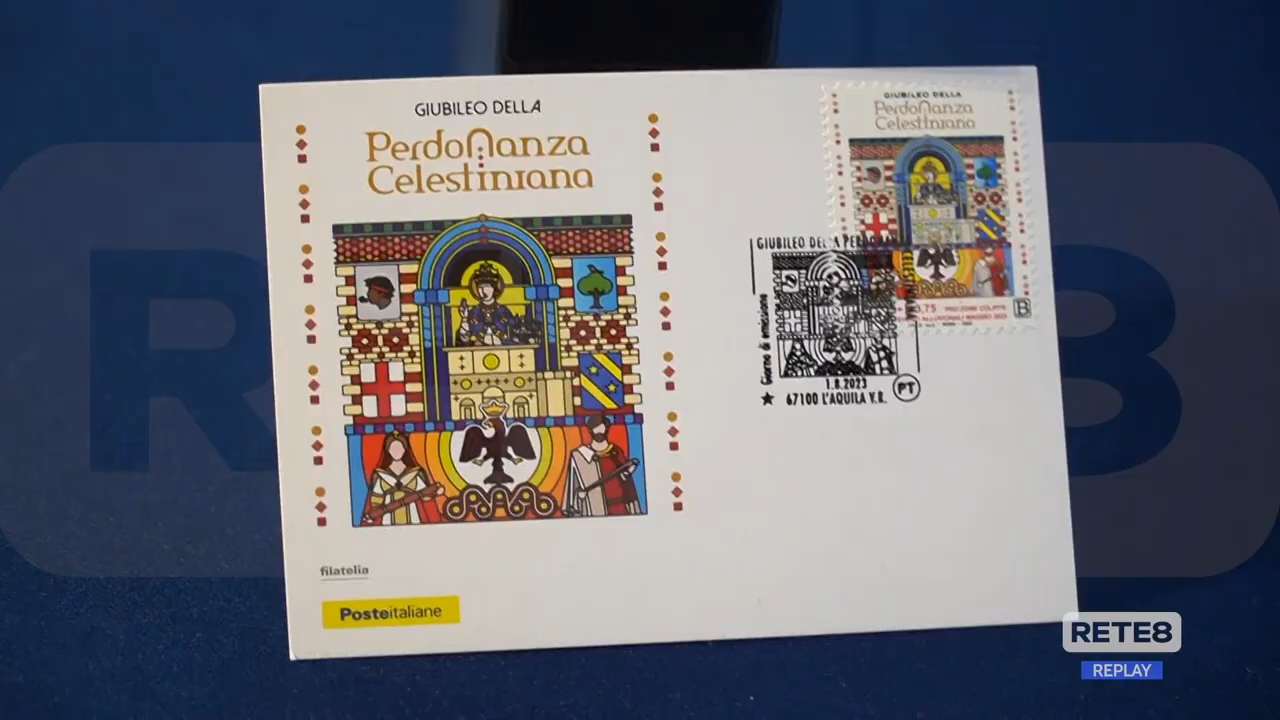 GIUBILEO DELLA
Perdonanza
Celestiniana
GIUBILEO DELLA
Perdonanza
Celestiniana
GIUBILEO DELLA
Giorno di emissione
1.8.2023
67100 L'AQUILA V.R.
PT
B
filatelia
Posteitaliane
RETE8
REPLAY